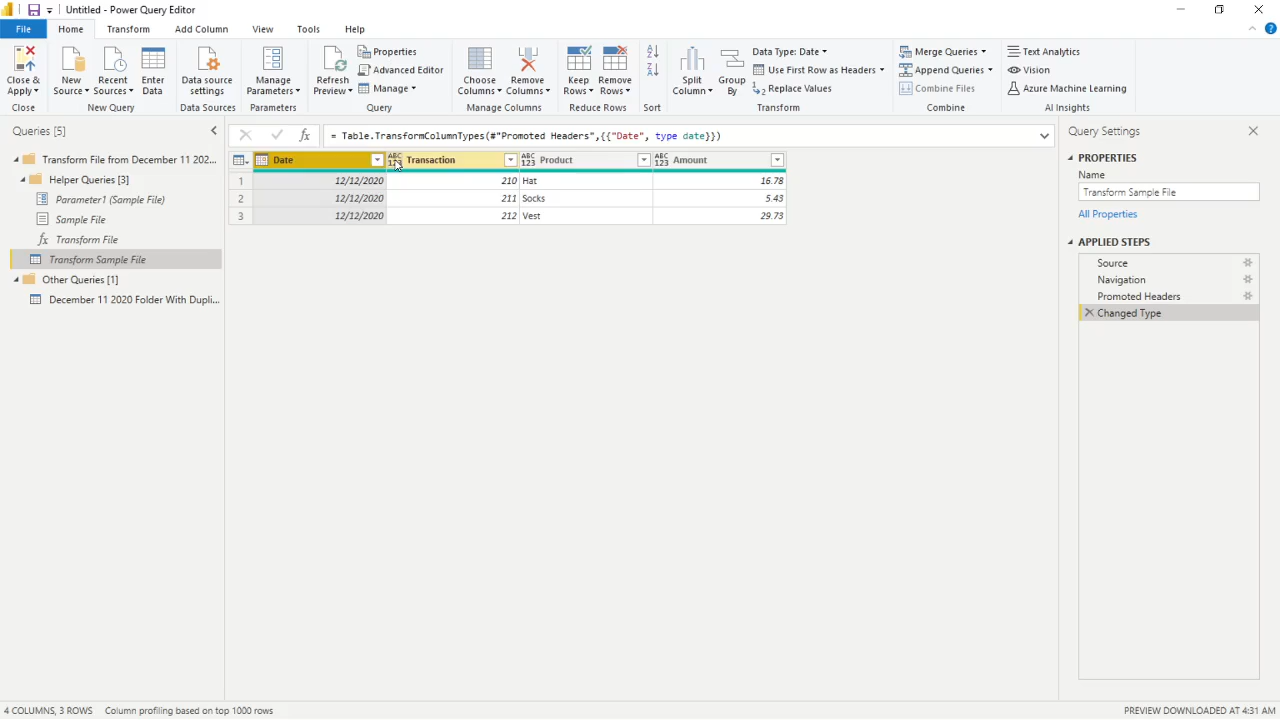 Untitled - Power Query Editor
File Home Transform Add Column View Tools Help
Close & Apply
New Source
Recent Sources
Enter Data
Data source settings
Manage Parameters
Refresh Preview
Properties
Advanced Editor
Manage
Choose Columns
Remove Columns
Keep Rows
Remove Rows
Split Column
Group By
Data Type: Date
Use First Row as Headers
Replace Values
Merge Queries
Append Queries
Combine Files
Text Analytics
Vision
Azure Machine Learning
Close New Query Data Sources Parameters Query Manage Columns Reduce Rows Sort Transform Combine AI Insights
Queries [5]
Transform File from December 11 202...
Helper Queries [3]
Parameter1 (Sample File)
Sample File
Transform File
Transform Sample File
Other Queries [1]
December 11 2020 Folder With Dupli...
= Table.TransformColumnTypes(#"Promoted Headers",{{"Date", type date}})
Date ABC 123 Transaction ABC 123 Product ABC 123 Amount
1 12/12/2020 210 Hat 16.78
2 12/12/2020 211 Socks 5.43
3 12/12/2020 212 Vest 29.73
Query Settings
PROPERTIES
Name
Transform Sample File
All Properties
APPLIED STEPS
Source
Navigation
Promoted Headers
Changed Type
4 COLUMNS, 3 ROWS Column profiling based on top 1000 rows
PREVIEW DOWNLOADED AT 4:31 AM